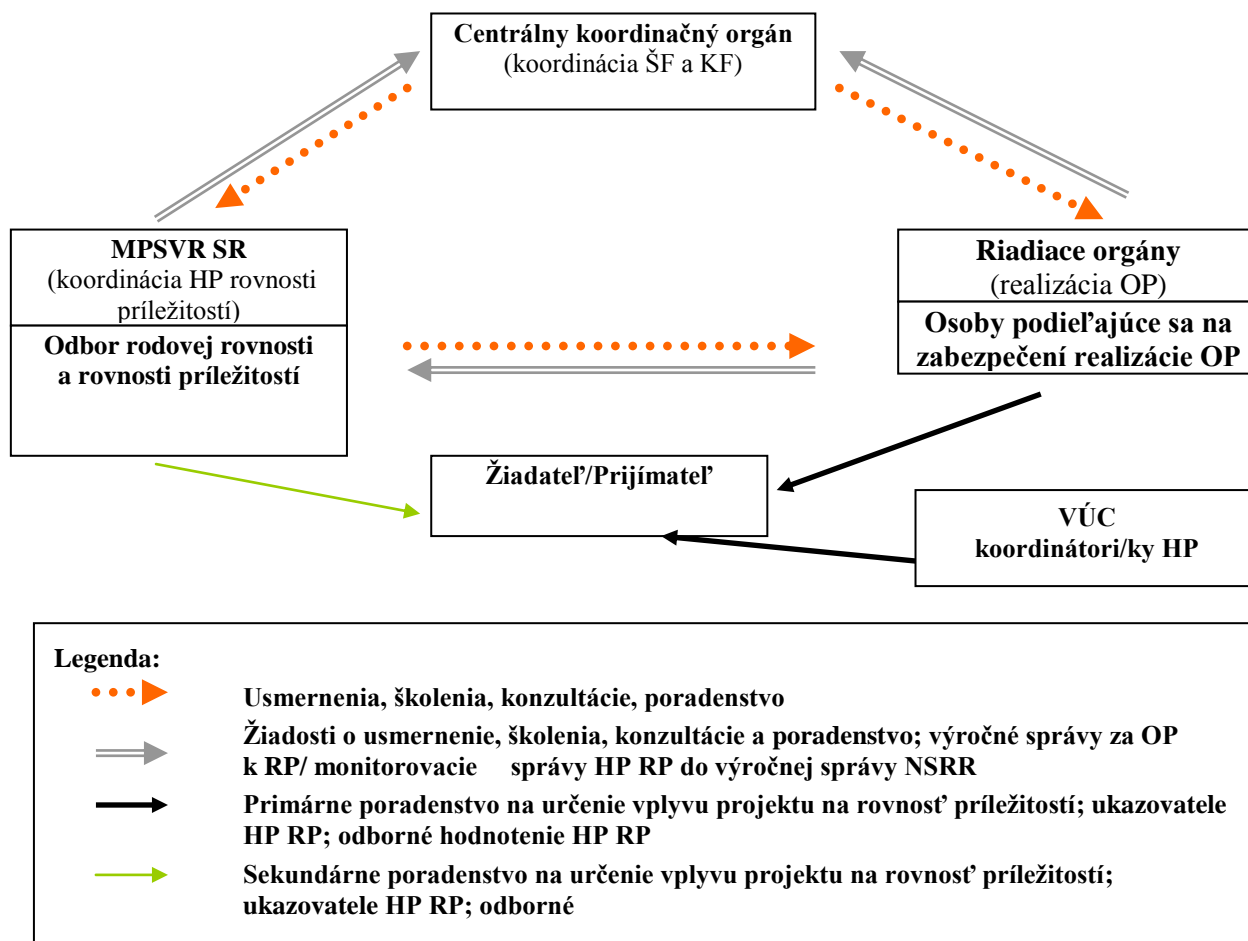 Centrálny koordinačný orgán
(koordinácia ŠF a KF)
MPSVR SR
(koordinácia HP rovnosti
príležitostí)
Odbor rodovej rovnosti
a rovnosti príležitostí
Riadiace orgány
(realizácia OP)
Osoby podieľajúce sa na
zabezpečení realizácie OP
Žiadateľ/Prijímateľ
VÚC
koordinátori/ky HP
Legenda:
Usmernenia, školenia, konzultácie, poradenstvo
Žiadosti o usmernenie, školenia, konzultácie a poradenstvo; výročné správy za OP
k RP/ monitorovacie správy HP RP do výročnej správy NSRR
Primárne poradenstvo na určenie vplyvu projektu na rovnosť príležitostí; ukazovatele
HP RP; odborné hodnotenie HP RP
Sekundárne poradenstvo na určenie vplyvu projektu na rovnosť príležitostí;
ukazovatele HP RP; odborné